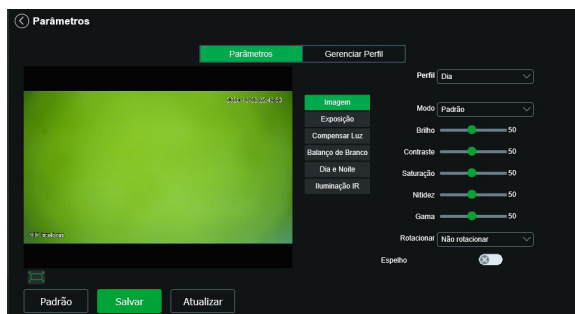 Parâmetros
Parâmetros
Gerenciar Perfil
Perfil Dia
Imagem
Exposição
Compensar Luz
Balanço de Branco
Dia e Noite
Iluminação IR
Modo Padrão
Brilho 50
Contraste 50
Saturação 50
Nitidez 50
Gama 50
Rotacionar Não rotacionar
Espelho
Padrão
Salvar
Atualizar